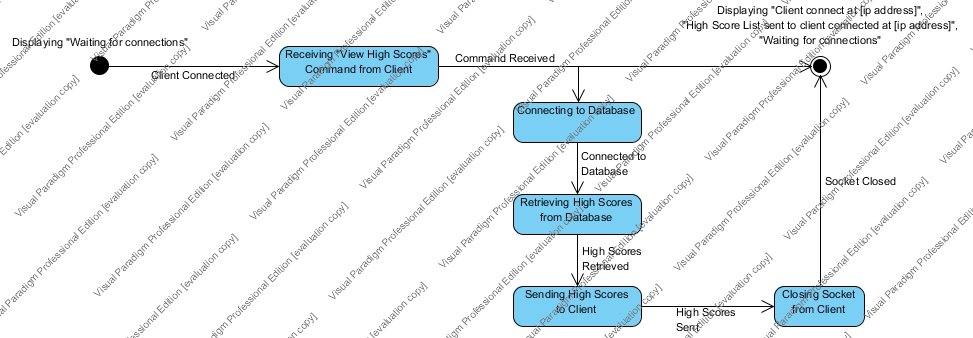 Displaying "Client connect at [ip address]",
"High Score List sent to client connected at [ip address]",
"Waiting for connections"
Displaying "Waiting for connections"
Client Connected
Receiving "View High Scores"
Command from Client
Command Received
Connecting to Database
Connected to
Database
Retrieving High Scores
from Database
High Scores
Retrieved
Sending High Scores
to Client
High Scores
Sent
Closing Socket
from Client
Socket Closed
Visual Paradigm Professional Edition [evaluation copy]